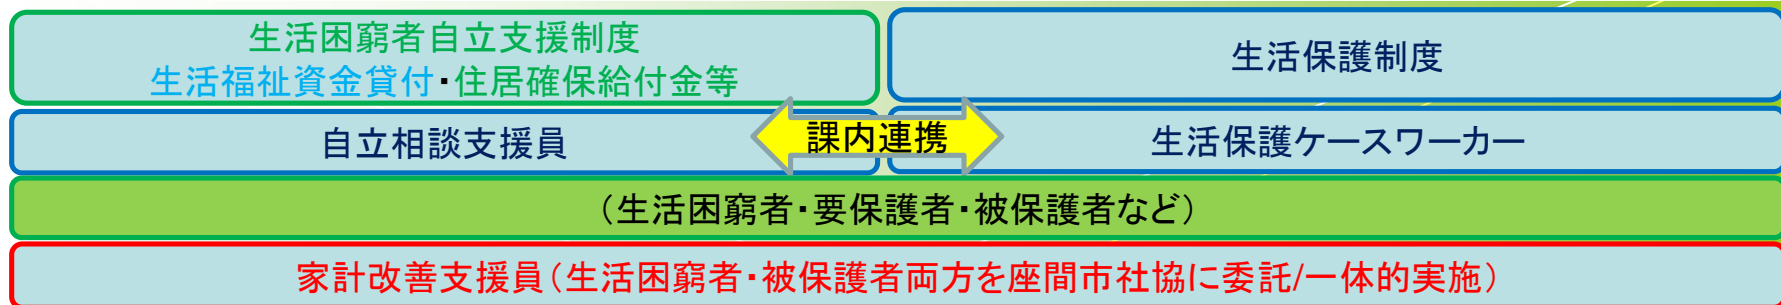 生活困窮者自立支援制度
生活福祉資金貸付・住居確保給付金等
生活保護制度
自立相談支援員
課内連携
生活保護ケースワーカー
（生活困窮者・要保護者・被保護者など）
家計改善支援員（生活困窮者・被保護者両方を座間市社協に委託/一体的実施）